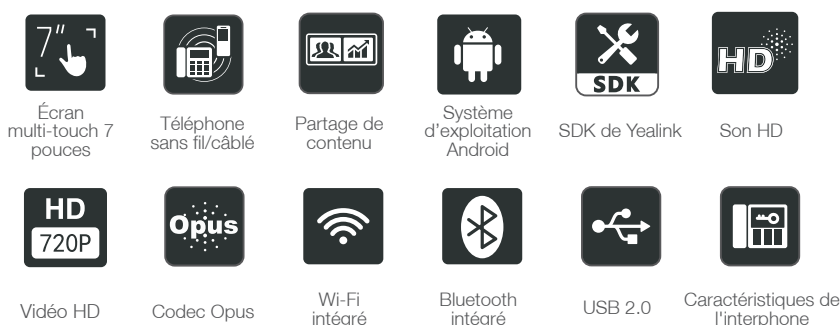 7"
SDK
HD
Écran
multi-touch 7
pouces
Téléphone
sans fil/câblé
Partage de
contenu
Système
d'exploitation
Android
SDK de Yealink
Son HD
HD
720P
Opus
Vidéo HD
Codec Opus
Wi-Fi
intégré
Bluetooth
intégré
USB 2.0
Caractéristiques de
l'interphone